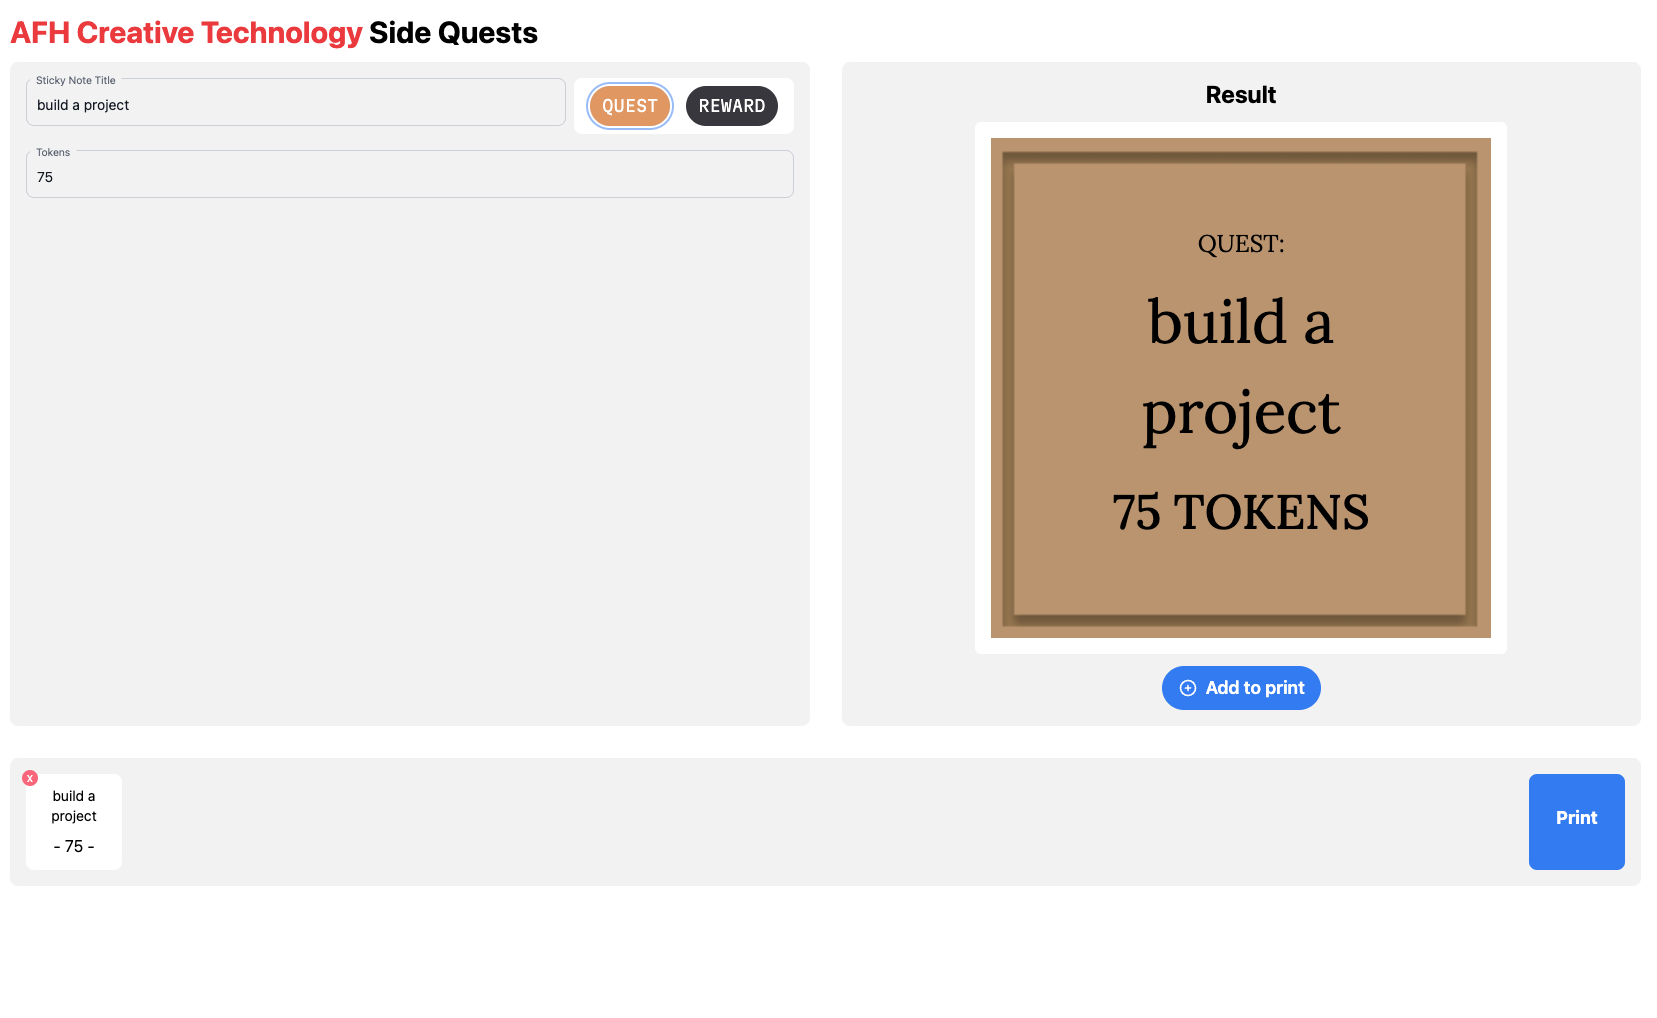 AFH Creative Technology Side Quests
Sticky Note Title
build a project
QUEST
REWARD
Tokens
75
Result
QUEST:
build a
project
75 TOKENS
Add to print
x
build a
project
- 75 -
Print